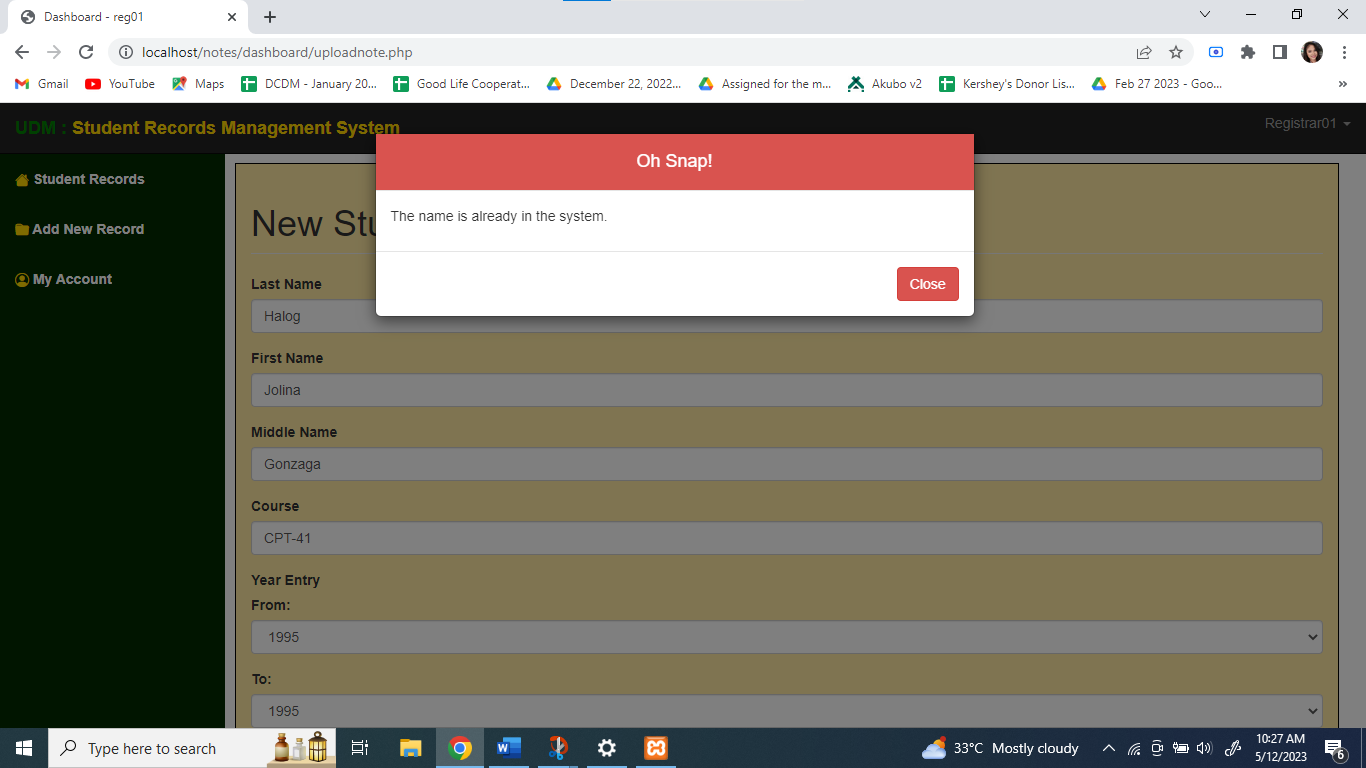 Dashboard - reg01
localhost/notes/dashboard/uploadnote.php
Gmail YouTube Maps DCDM - January 20... Good Life Cooperat... December 22, 2022... Assigned for the m... Akubo v2 Kershey's Donor Lis... Feb 27 2023 - Goo... »
UDM : Student Records Management System
Registrar01
Student Records
Add New Record
My Account
Oh Snap!
The name is already in the system.
Close
New Stu
Last Name
Halog
First Name
Jolina
Middle Name
Gonzaga
Course
CPT-41
Year Entry
From:
1995
To:
1995
Type here to search
33°C Mostly cloudy
10:27 AM
5/12/2023
6